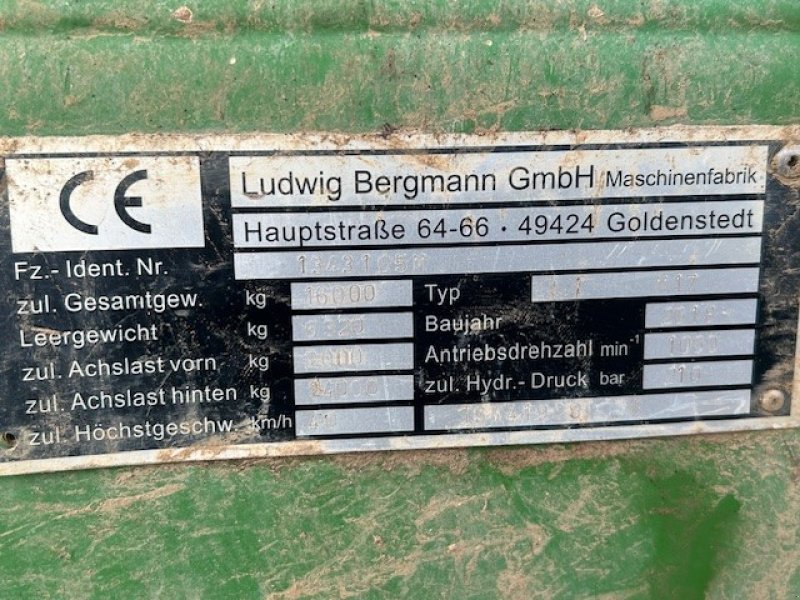 CE
Ludwig Bergmann GmbH Maschinenfabrik
Hauptstraße 64-66 · 49424 Goldenstedt
Fz.- Ident. Nr.
zul. Gesamtgew. kg 16000
Typ
Leergewicht kg
Baujahr
zul. Achslast vorn kg
Antriebsdrehzahl min-1 1000
zul. Achslast hinten kg
zul. Hydr.- Druck bar
zul. Höchstgeschw. km/h 40